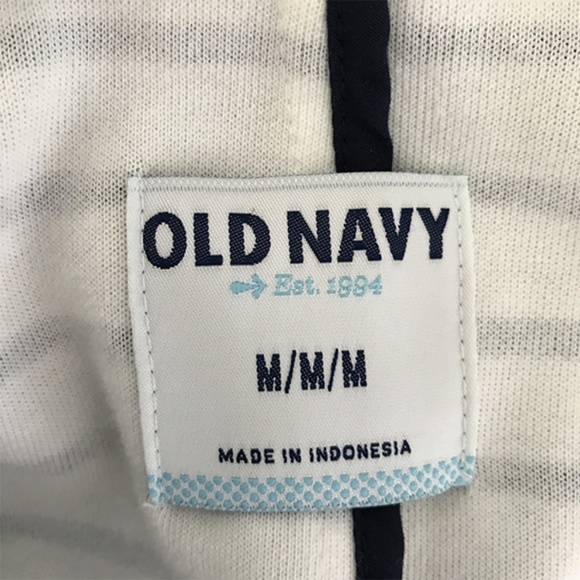 OLD NAVY
Est. 1994
M/M/M
MADE IN INDONESIA